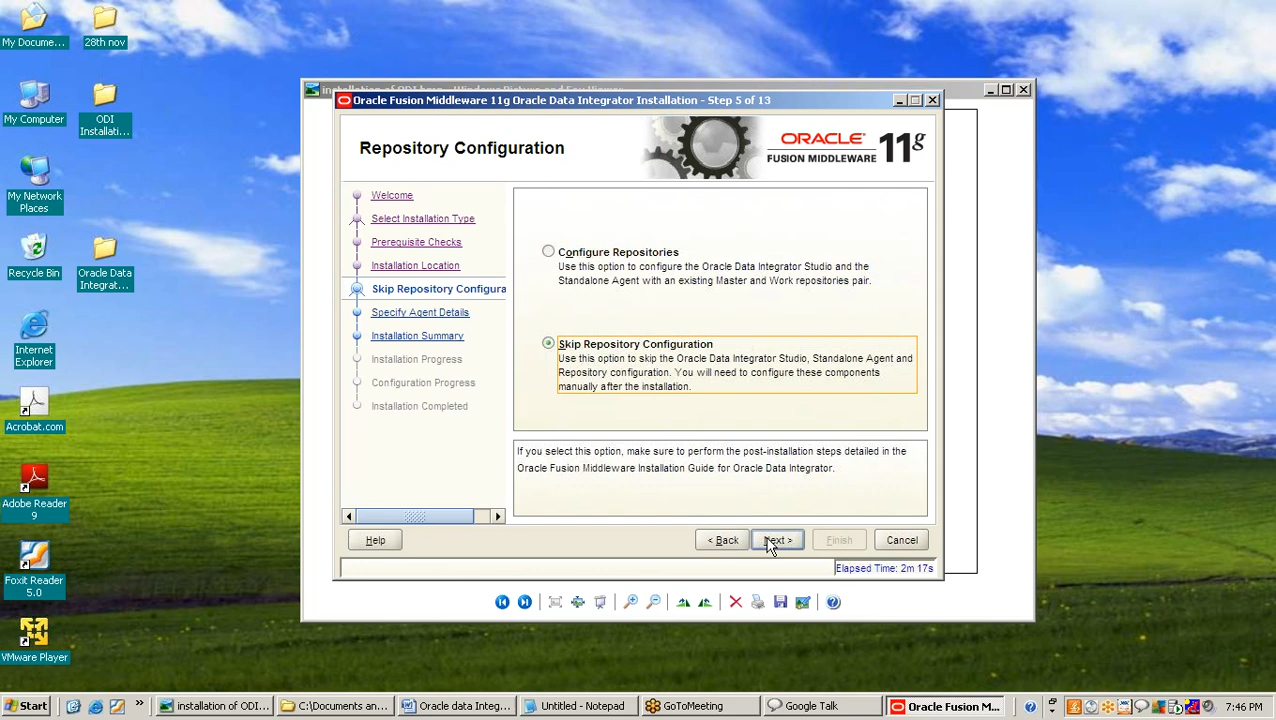 My Docume...
28th nov
My Computer
ODI
Installati...
My Network
Places
Recycle Bin
Oracle Data
Integrat...
Internet
Explorer
Acrobat.com
Adobe Reader
9
Foxit Reader
5.0
VMware Player
Oracle Fusion Middleware 11g Oracle Data Integrator Installation - Step 5 of 13
Repository Configuration
ORACLE
FUSION MIDDLEWARE 11g
Welcome
Select Installation Type
Prerequisite Checks
Installation Location
Skip Repository Configura
Specify Agent Details
Installation Summary
Installation Progress
Configuration Progress
Installation Completed
Configure Repositories
Use this option to configure the Oracle Data Integrator Studio and the
Standalone Agent with an existing Master and Work repositories pair.
Skip Repository Configuration
Use this option to skip the Oracle Data Integrator Studio, Standalone Agent and
Repository configuration. You will need to configure these components
manually after the installation.
If you select this option, make sure to perform the post-installation steps detailed in the
Oracle Fusion Middleware Installation Guide for Oracle Data Integrator.
Help
< Back
Next >
Finish
Cancel
Elapsed Time: 2m 17s
Start
installation of ODI...
C:\Documents an...
Oracle data Integ...
Untitled - Notepad
GoToMeeting
Google Talk
Oracle Fusion M...
7:46 PM